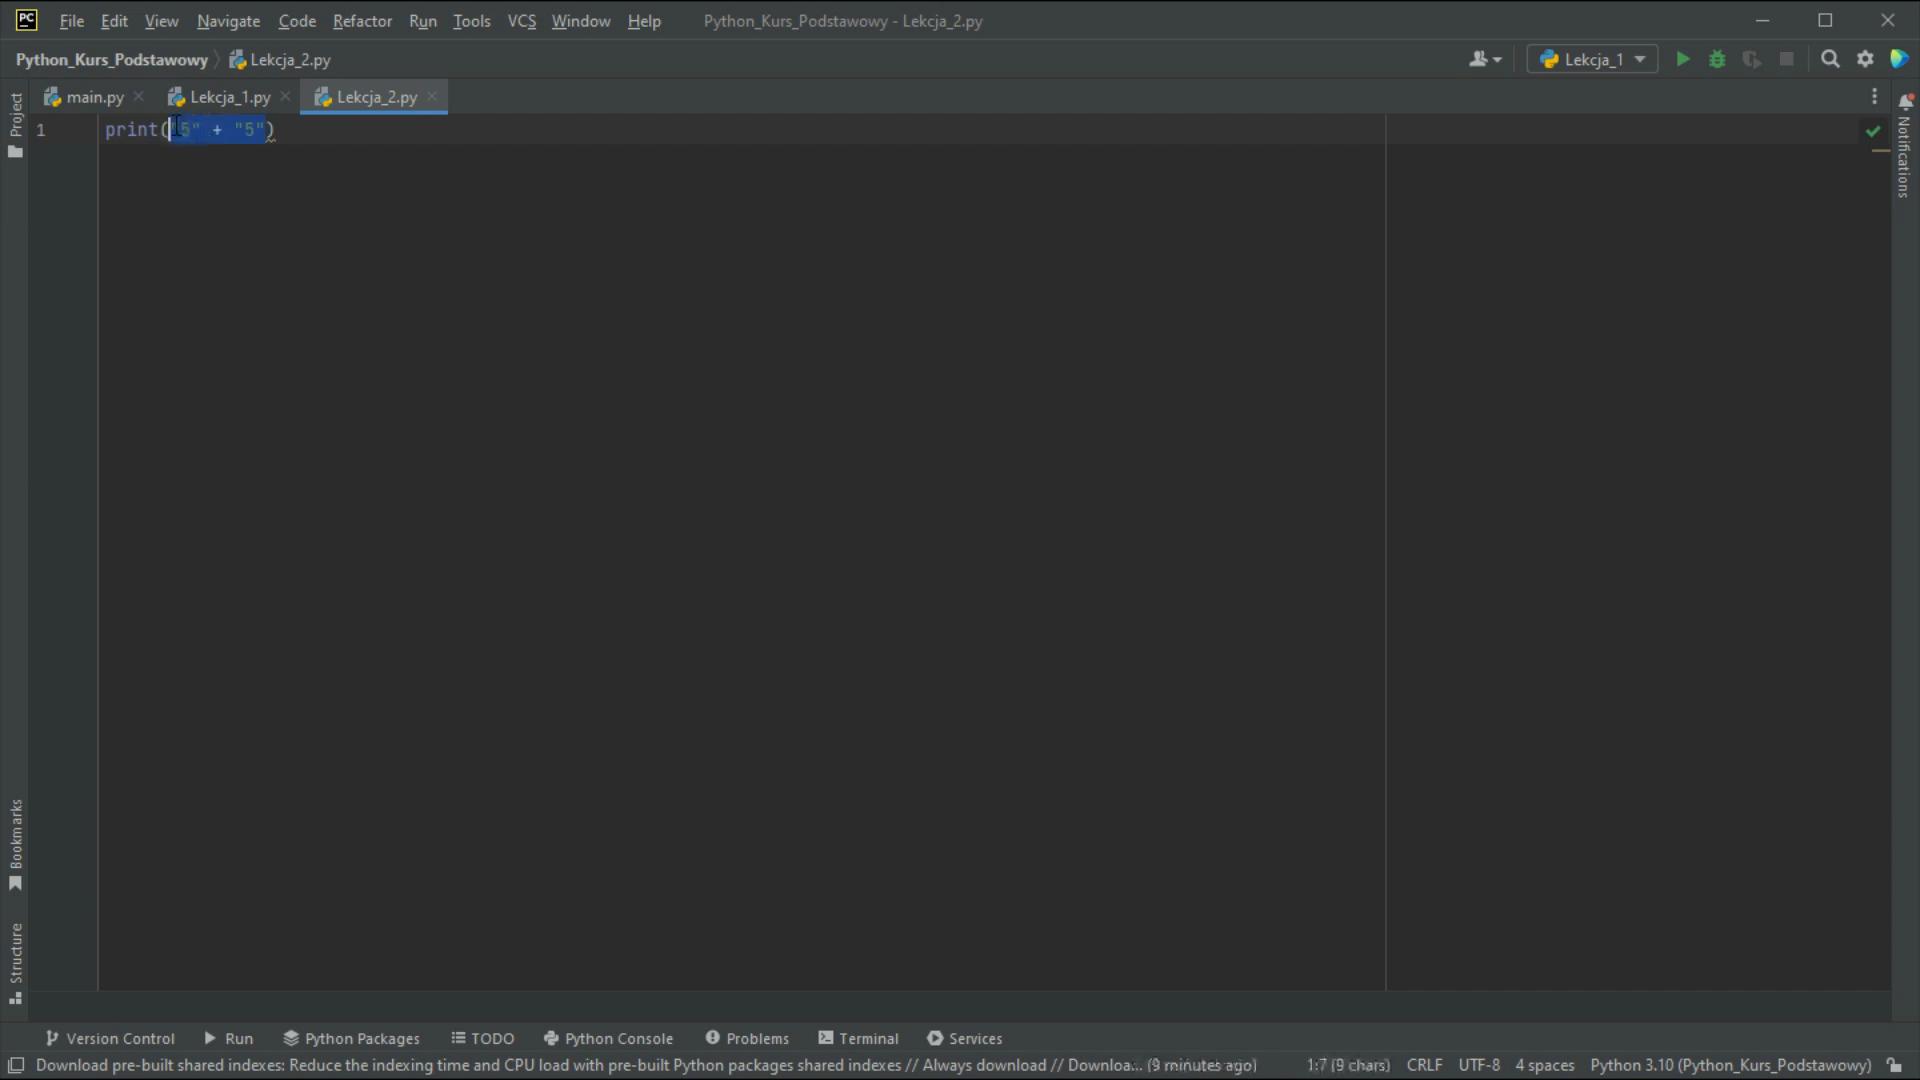 PC File Edit View Navigate Code Refactor Run Tools VCS Window Help Python_Kurs_Podstawowy - Lekcja_2.py
Python_Kurs_Podstawowy Lekcja_2.py Lekcja_1
main.py Lekcja_1.py Lekcja_2.py
Project
Notifications
1 print("5" + "5")
Bookmarks
Structure
Version Control Run Python Packages TODO Python Console Problems Terminal Services
Download pre-built shared indexes: Reduce the indexing time and CPU load with pre-built Python packages shared indexes // Always download // Downloa... (9 minutes ago) 1:7 (9 chars) CRLF UTF-8 4 spaces Python 3.10 (Python_Kurs_Podstawowy)